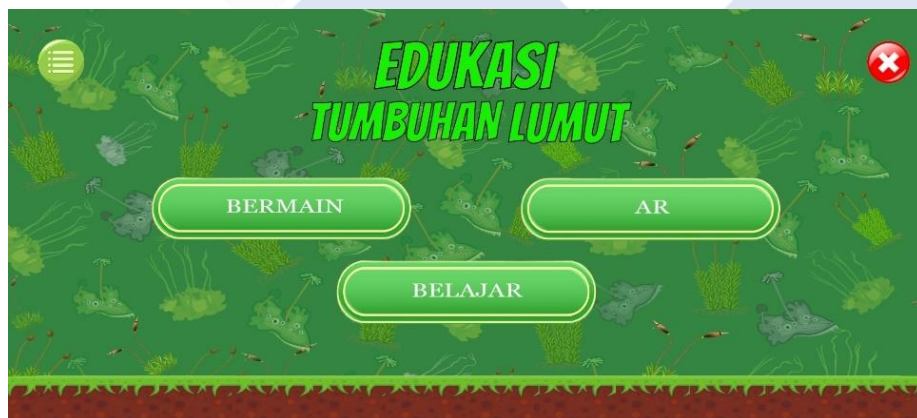 EDUKASI
TUMBUHAN LUMUT
BERMAIN
AR
BELAJAR